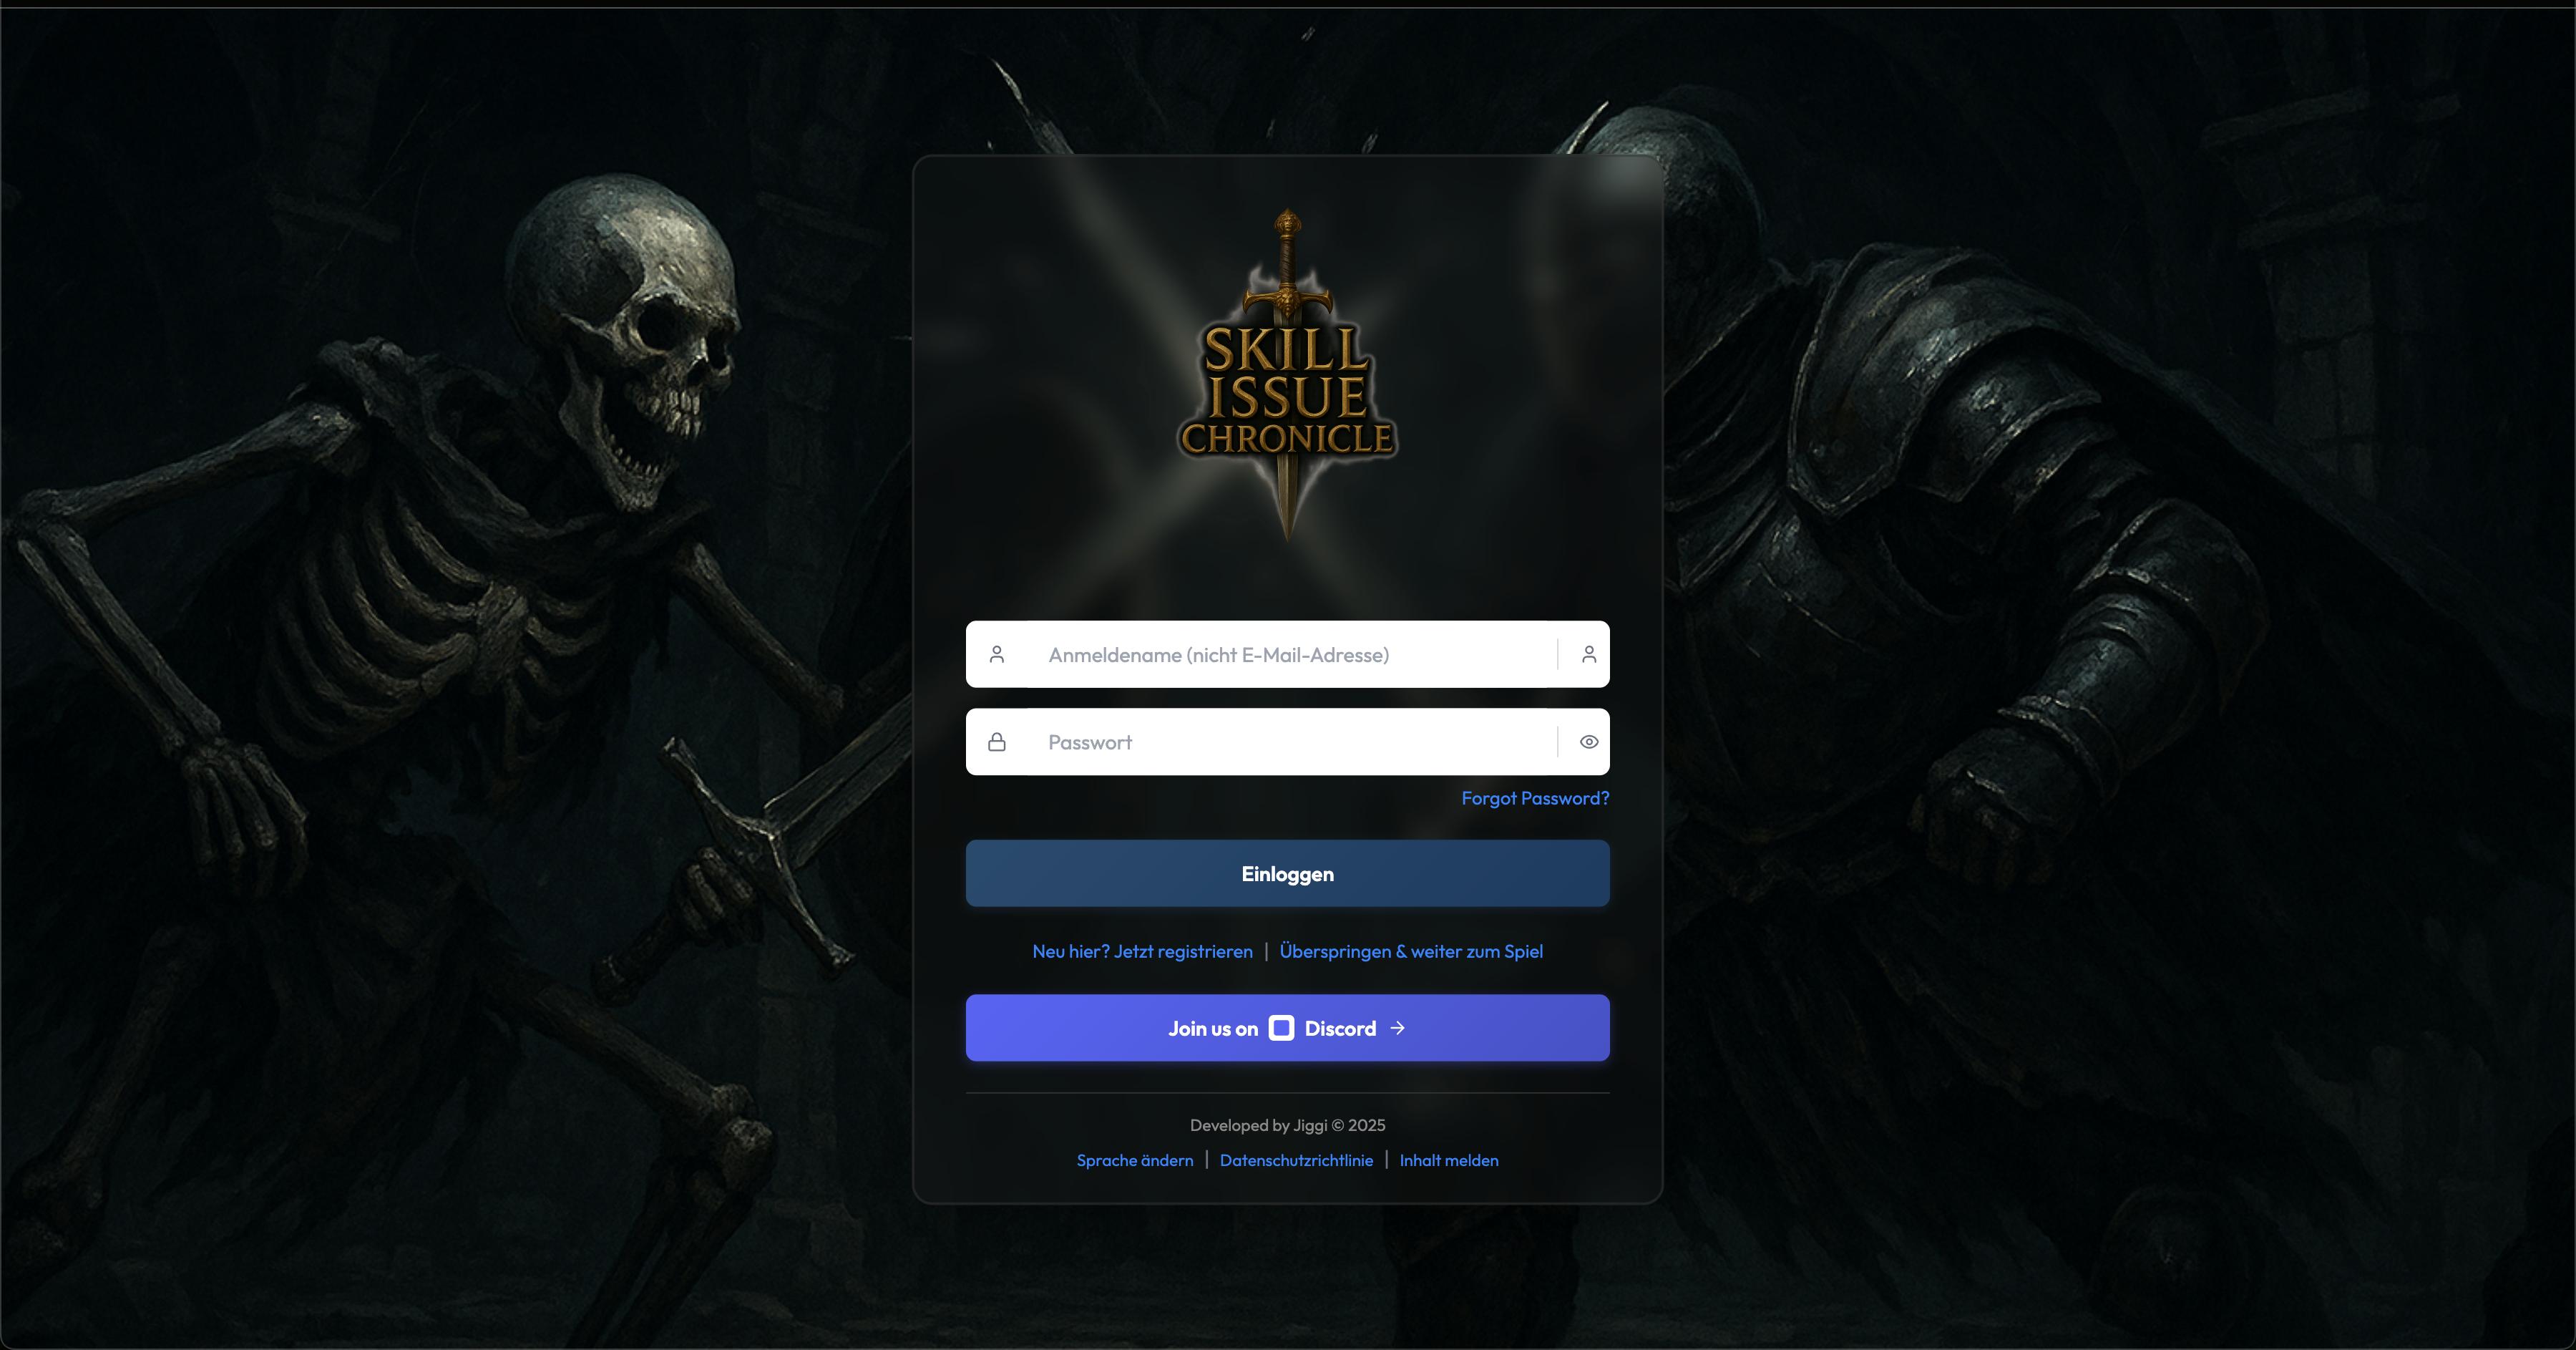 SKILL
ISSUE
CHRONICLE
Anmeldename (nicht E-Mail-Adresse)
Passwort
Forgot Password?
Einloggen
Neu hier? Jetzt registrieren | Überspringen & weiter zum Spiel
Join us on Discord →
Developed by Jiggi © 2025
Sprache ändern | Datenschutzrichtlinie | Inhalt melden